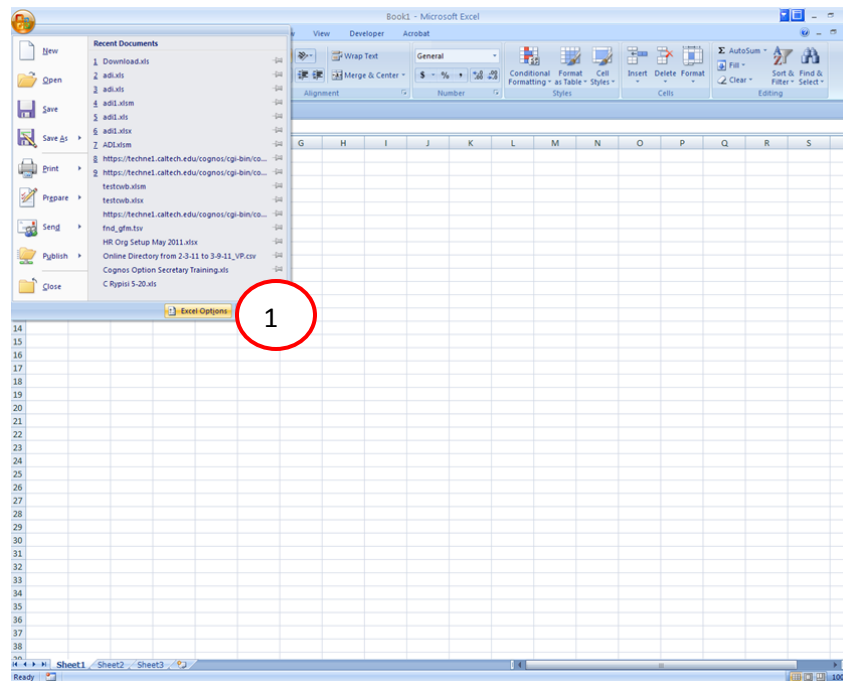 Book1 - Microsoft Excel
View Developer Acrobat
New
Open
Save
Save As
Print
Prepare
Send
Publish
Close
Recent Documents
1 Download.xls
2 adi.xls
3 adi.xls
4 adi1.xlsm
5 adi1.xls
6 adi1.xlsx
7 ADI.xlsm
8 https://techne1.caltech.edu/cognos/cgi-bin/co...
9 https://techne1.caltech.edu/cognos/cgi-bin/co...
testcwb.xlsm
testcwb.xlsx
https://techne1.caltech.edu/cognos/cgi-bin/co...
fnd_gfm.tsv
HR Org Setup May 2011.xlsx
Online Directory from 2-3-11 to 3-9-11_VP.csv
Cognos Option Secretary Training.xls
C Rypisi 5-20.xls
Excel Options
1
Wrap Text
Merge & Center
Alignment
General
$ % ,
Number
Conditional Formatting
Format as Table
Cell Styles
Styles
Insert Delete Format
Cells
Σ AutoSum
Fill
Clear
Sort & Filter
Find & Select
Editing
G H I J K L M N O P Q R S
14
15
16
17
18
19
20
21
22
23
24
25
26
27
28
29
30
31
32
33
34
35
36
37
38
Sheet1 Sheet2 Sheet3
Ready
100